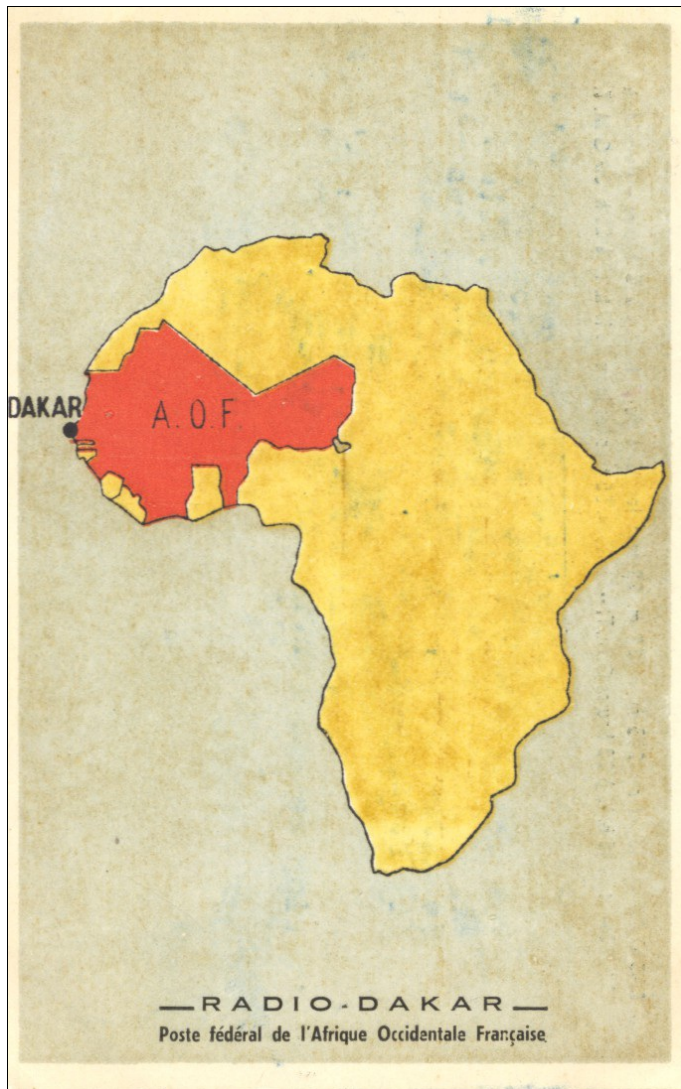 DAKAR
A.O.F.
RADIO-DAKAR
Poste fédéral de l'Afrique Occidentale Française